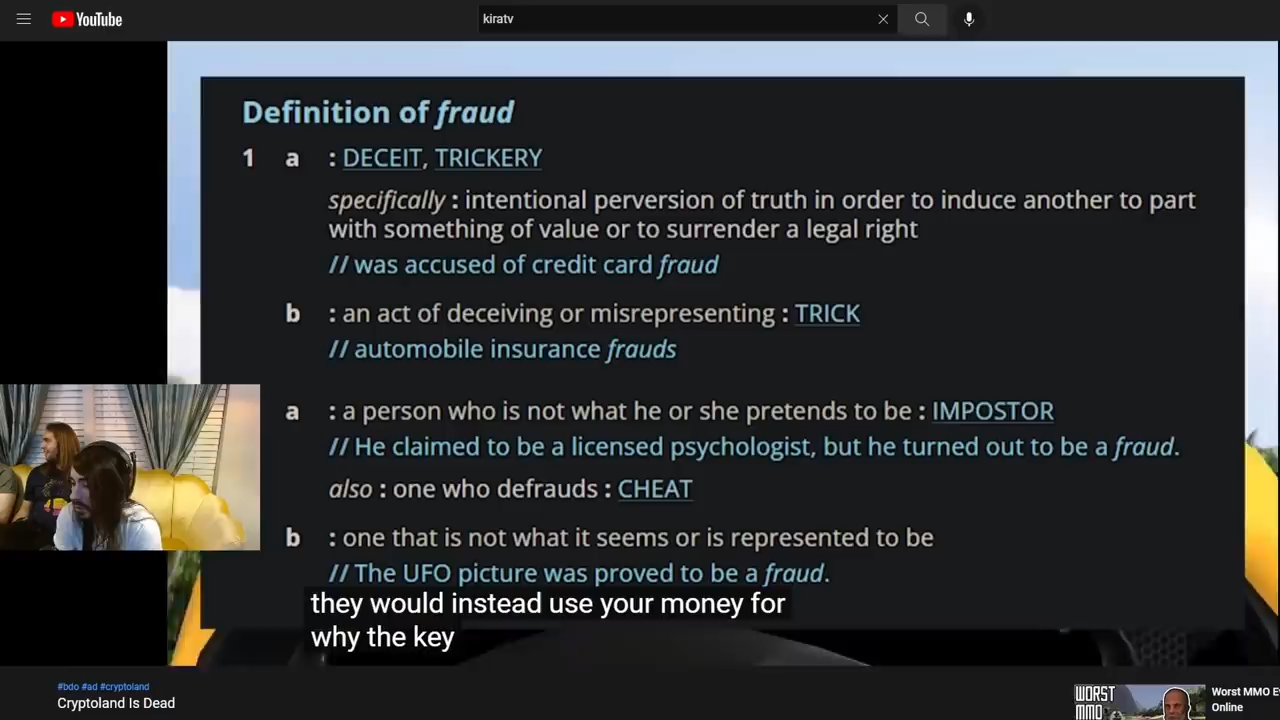 YouTube
kiratv
Definition of fraud
1 a : DECEIT, TRICKERY
specifically : intentional perversion of truth in order to induce another to part
with something of value or to surrender a legal right
// was accused of credit card fraud
b : an act of deceiving or misrepresenting : TRICK
// automobile insurance frauds
a : a person who is not what he or she pretends to be : IMPOSTOR
// He claimed to be a licensed psychologist, but he turned out to be a fraud.
also : one who defrauds : CHEAT
b : one that is not what it seems or is represented to be
// The UFO picture was proved to be a fraud.
they would instead use your money for
why the key
#bdo #ad #cryptoland
Cryptoland Is Dead
WORST
MMO
Worst MMO E
Online